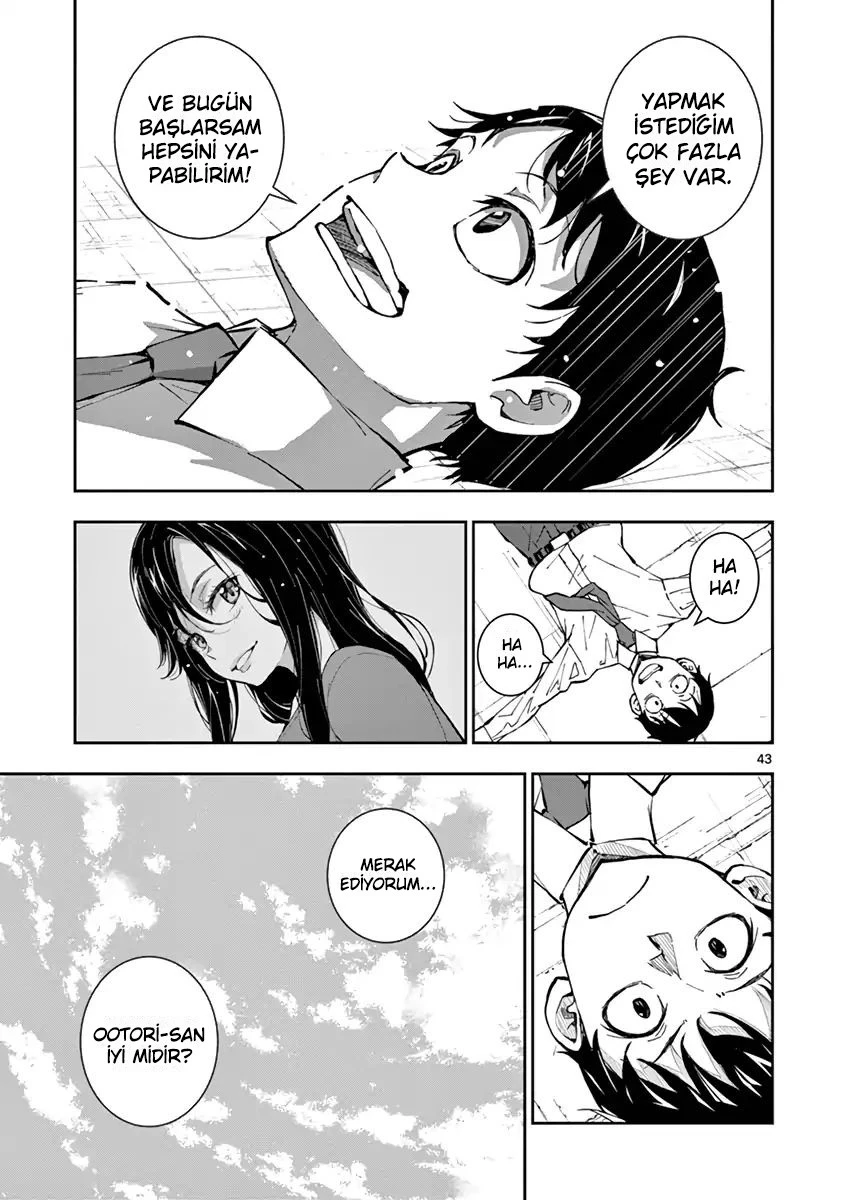 YAPMAK
İSTEDİĞİM
ÇOK FAZLA
ŞEY VAR.
VE BUGÜN
BAŞLARSAM
HEPSİNİ YA-
PABİLİRİM!
HA
HA!
HA
HA...
43
MERAK
EDİYORUM...
OOTORI-SAN
İYİ MİDİR?